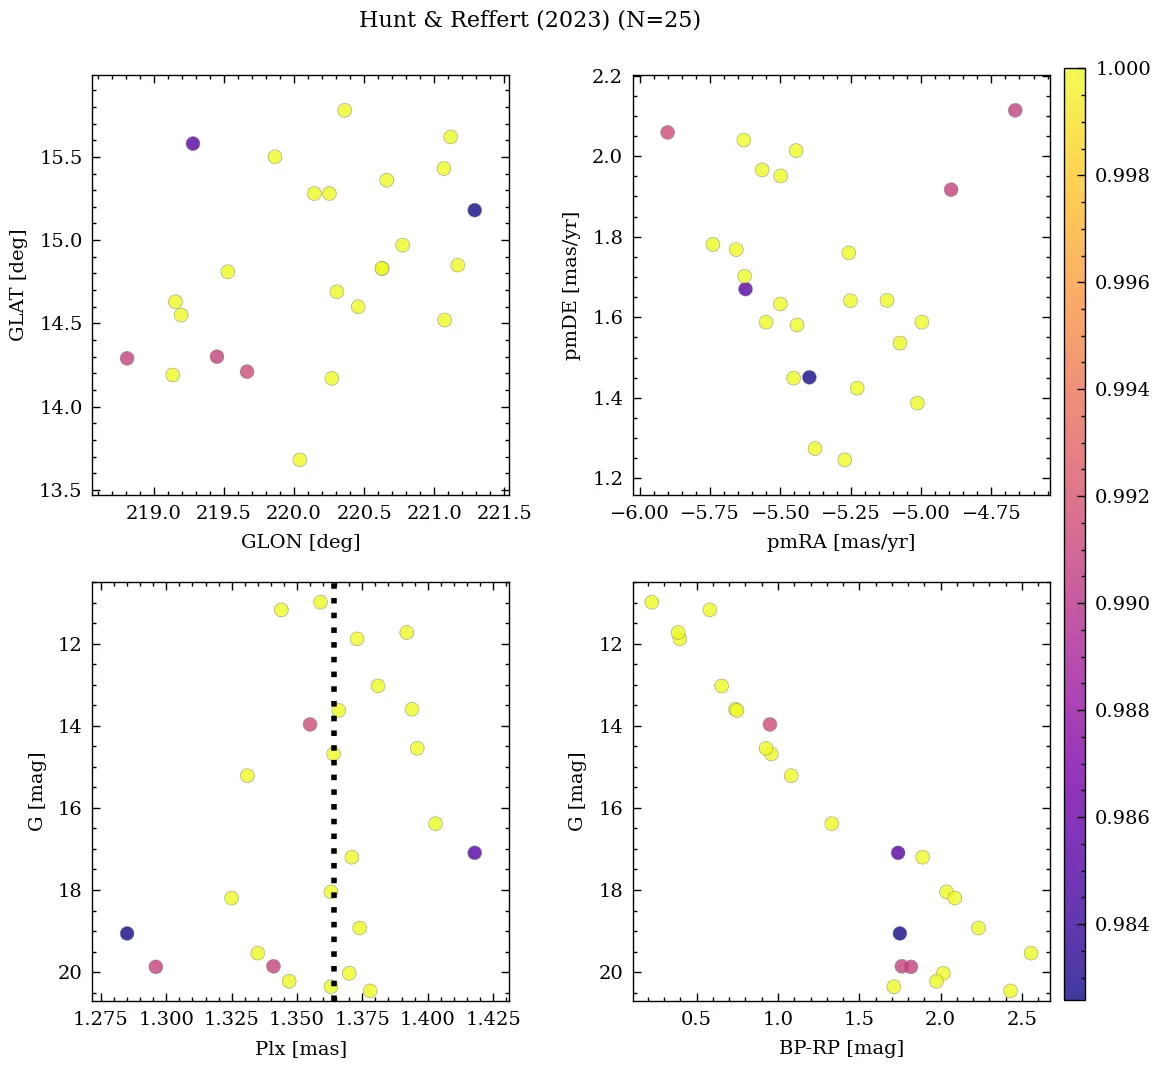 Hunt & Reffert (2023) (N=25)
15.5
15.0
14.5
14.0
13.5
GLAT [deg]
219.0 219.5 220.0 220.5 221.0 221.5
GLON [deg]
2.2
2.0
1.8
1.6
1.4
1.2
pmDE [mas/yr]
−6.00 −5.75 −5.50 −5.25 −5.00 −4.75
pmRA [mas/yr]
12
14
16
18
20
G [mag]
1.275 1.300 1.325 1.350 1.375 1.400 1.425
Plx [mas]
12
14
16
18
20
G [mag]
0.5 1.0 1.5 2.0 2.5
BP-RP [mag]
1.000
0.998
0.996
0.994
0.992
0.990
0.988
0.986
0.984